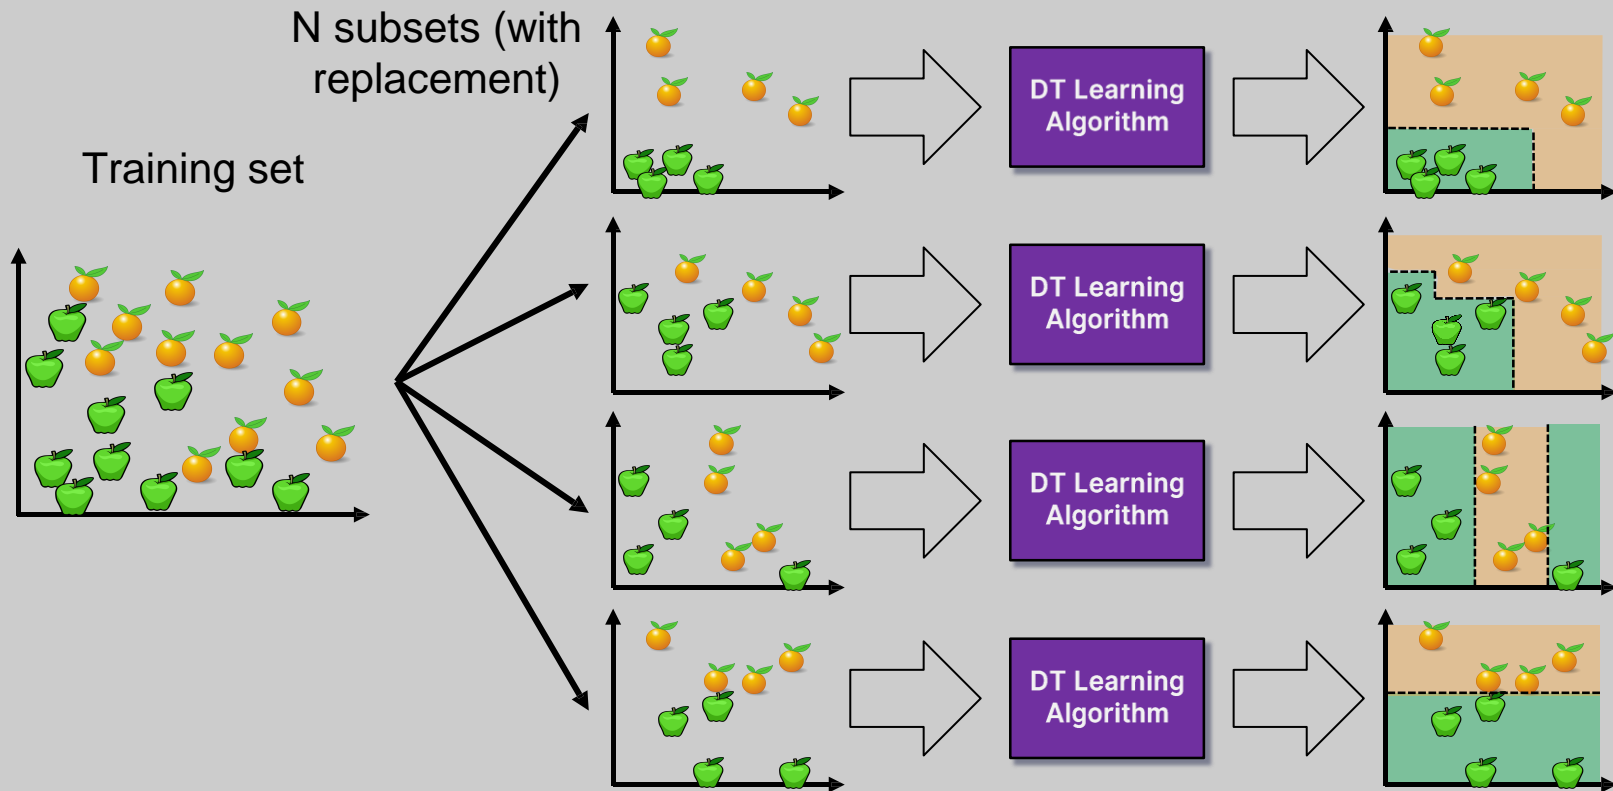 N subsets (with
replacement)
Training set
DT Learning
Algorithm
DT Learning
Algorithm
DT Learning
Algorithm
DT Learning
Algorithm